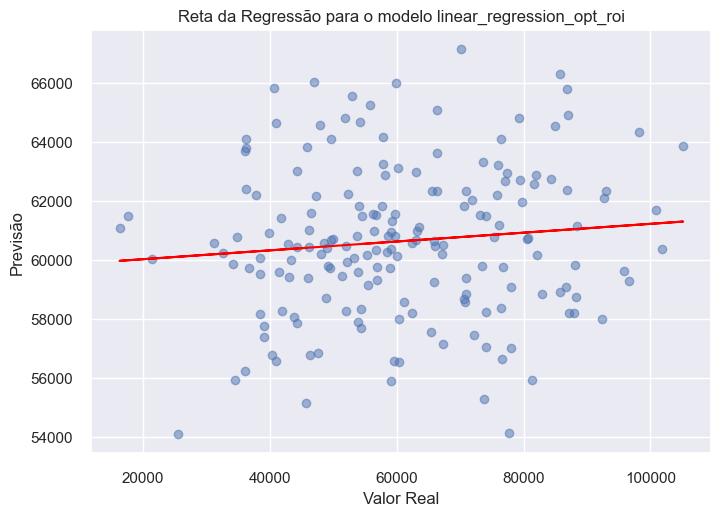 Reta da Regressão para o modelo linear_regression_opt_roi
66000
64000
62000
60000
58000
56000
54000
Previsão
20000 40000 60000 80000 100000
Valor Real